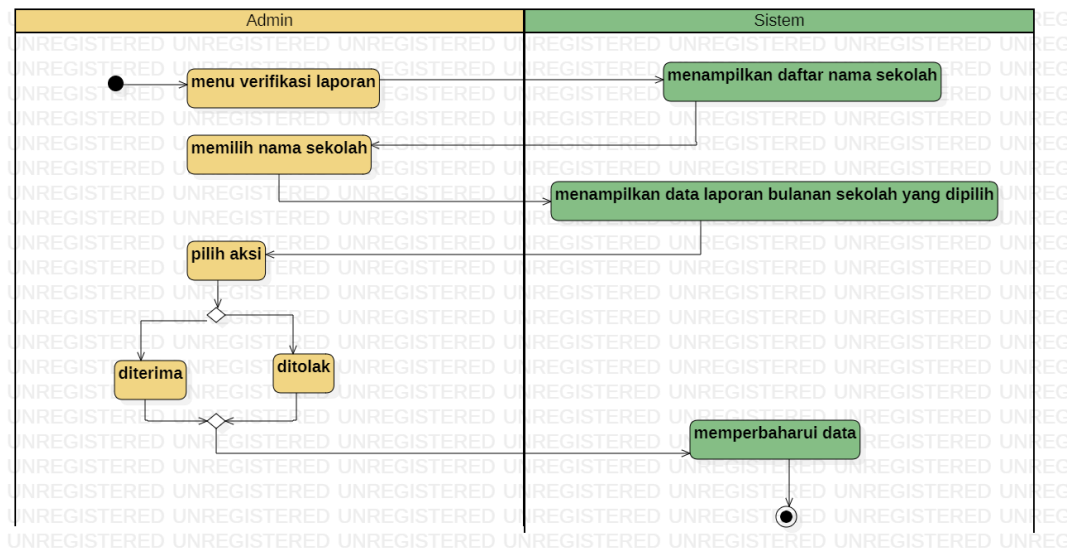 Admin
Sistem
menu verifikasi laporan
menampilkan daftar nama sekolah
memilih nama sekolah
menampilkan data laporan bulanan sekolah yang dipilih
pilih aksi
diterima
ditolak
memperbaharui data
UNREGISTERED